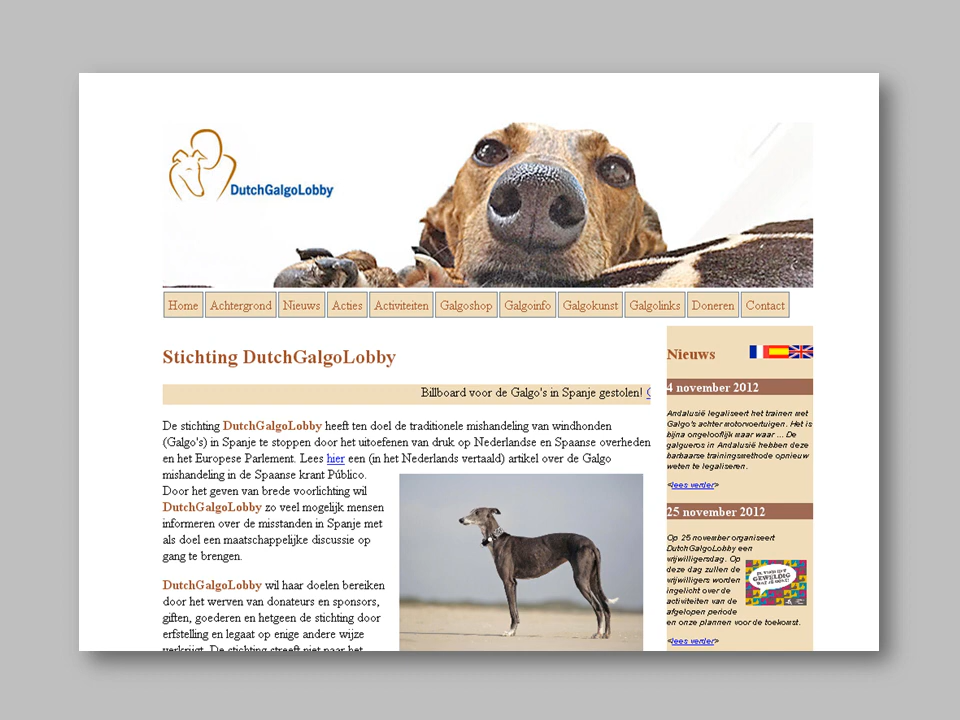 DutchGalgoLobby
Home Achtergrond Nieuws Acties Activiteiten Galgoshop Galgoinfo Galgokunst Galgolinks Doneren Contact
Stichting DutchGalgoLobby
Billboard voor de Galgo's in Spanje gestolen!
De stichting DutchGalgoLobby heeft ten doel de traditionele mishandeling van windhonden
(Galgo's) in Spanje te stoppen door het uitoefenen van druk op Nederlandse en Spaanse overheden
en het Europese Parlement. Lees hier een (in het Nederlands vertaald) artikel over de Galgo
mishandeling in de Spaanse krant Público.
Door het geven van brede voorlichting wil
DutchGalgoLobby zo veel mogelijk mensen
informeren over de misstanden in Spanje met
als doel een maatschappelijke discussie op
gang te brengen.
DutchGalgoLobby wil haar doelen bereiken
door het werven van donateurs en sponsors,
giften, goederen en hetgeen de stichting door
erfstelling en legaat op enige andere wijze
verkrijgt. De stichting streeft niet naar het
Nieuws
4 november 2012
Andalusië legaliseert het trainen met
Galgo's achter motorvoertuigen. Het is
bijna ongelooflijk maar waar ... De
galgueros in Andalusië hebben deze
barbaarse trainingsmethode opnieuw
weten te legaliseren.
<lees verder>
25 november 2012
Op 25 november organiseert
DutchGalgoLobby een
vrijwilligersdag. Op
deze dag zullen de
vrijwilligers worden
ingelicht over de
activiteiten van de
afgelopen periode
en onze plannen voor de toekomst.
GEWELDIG
<lees verder>